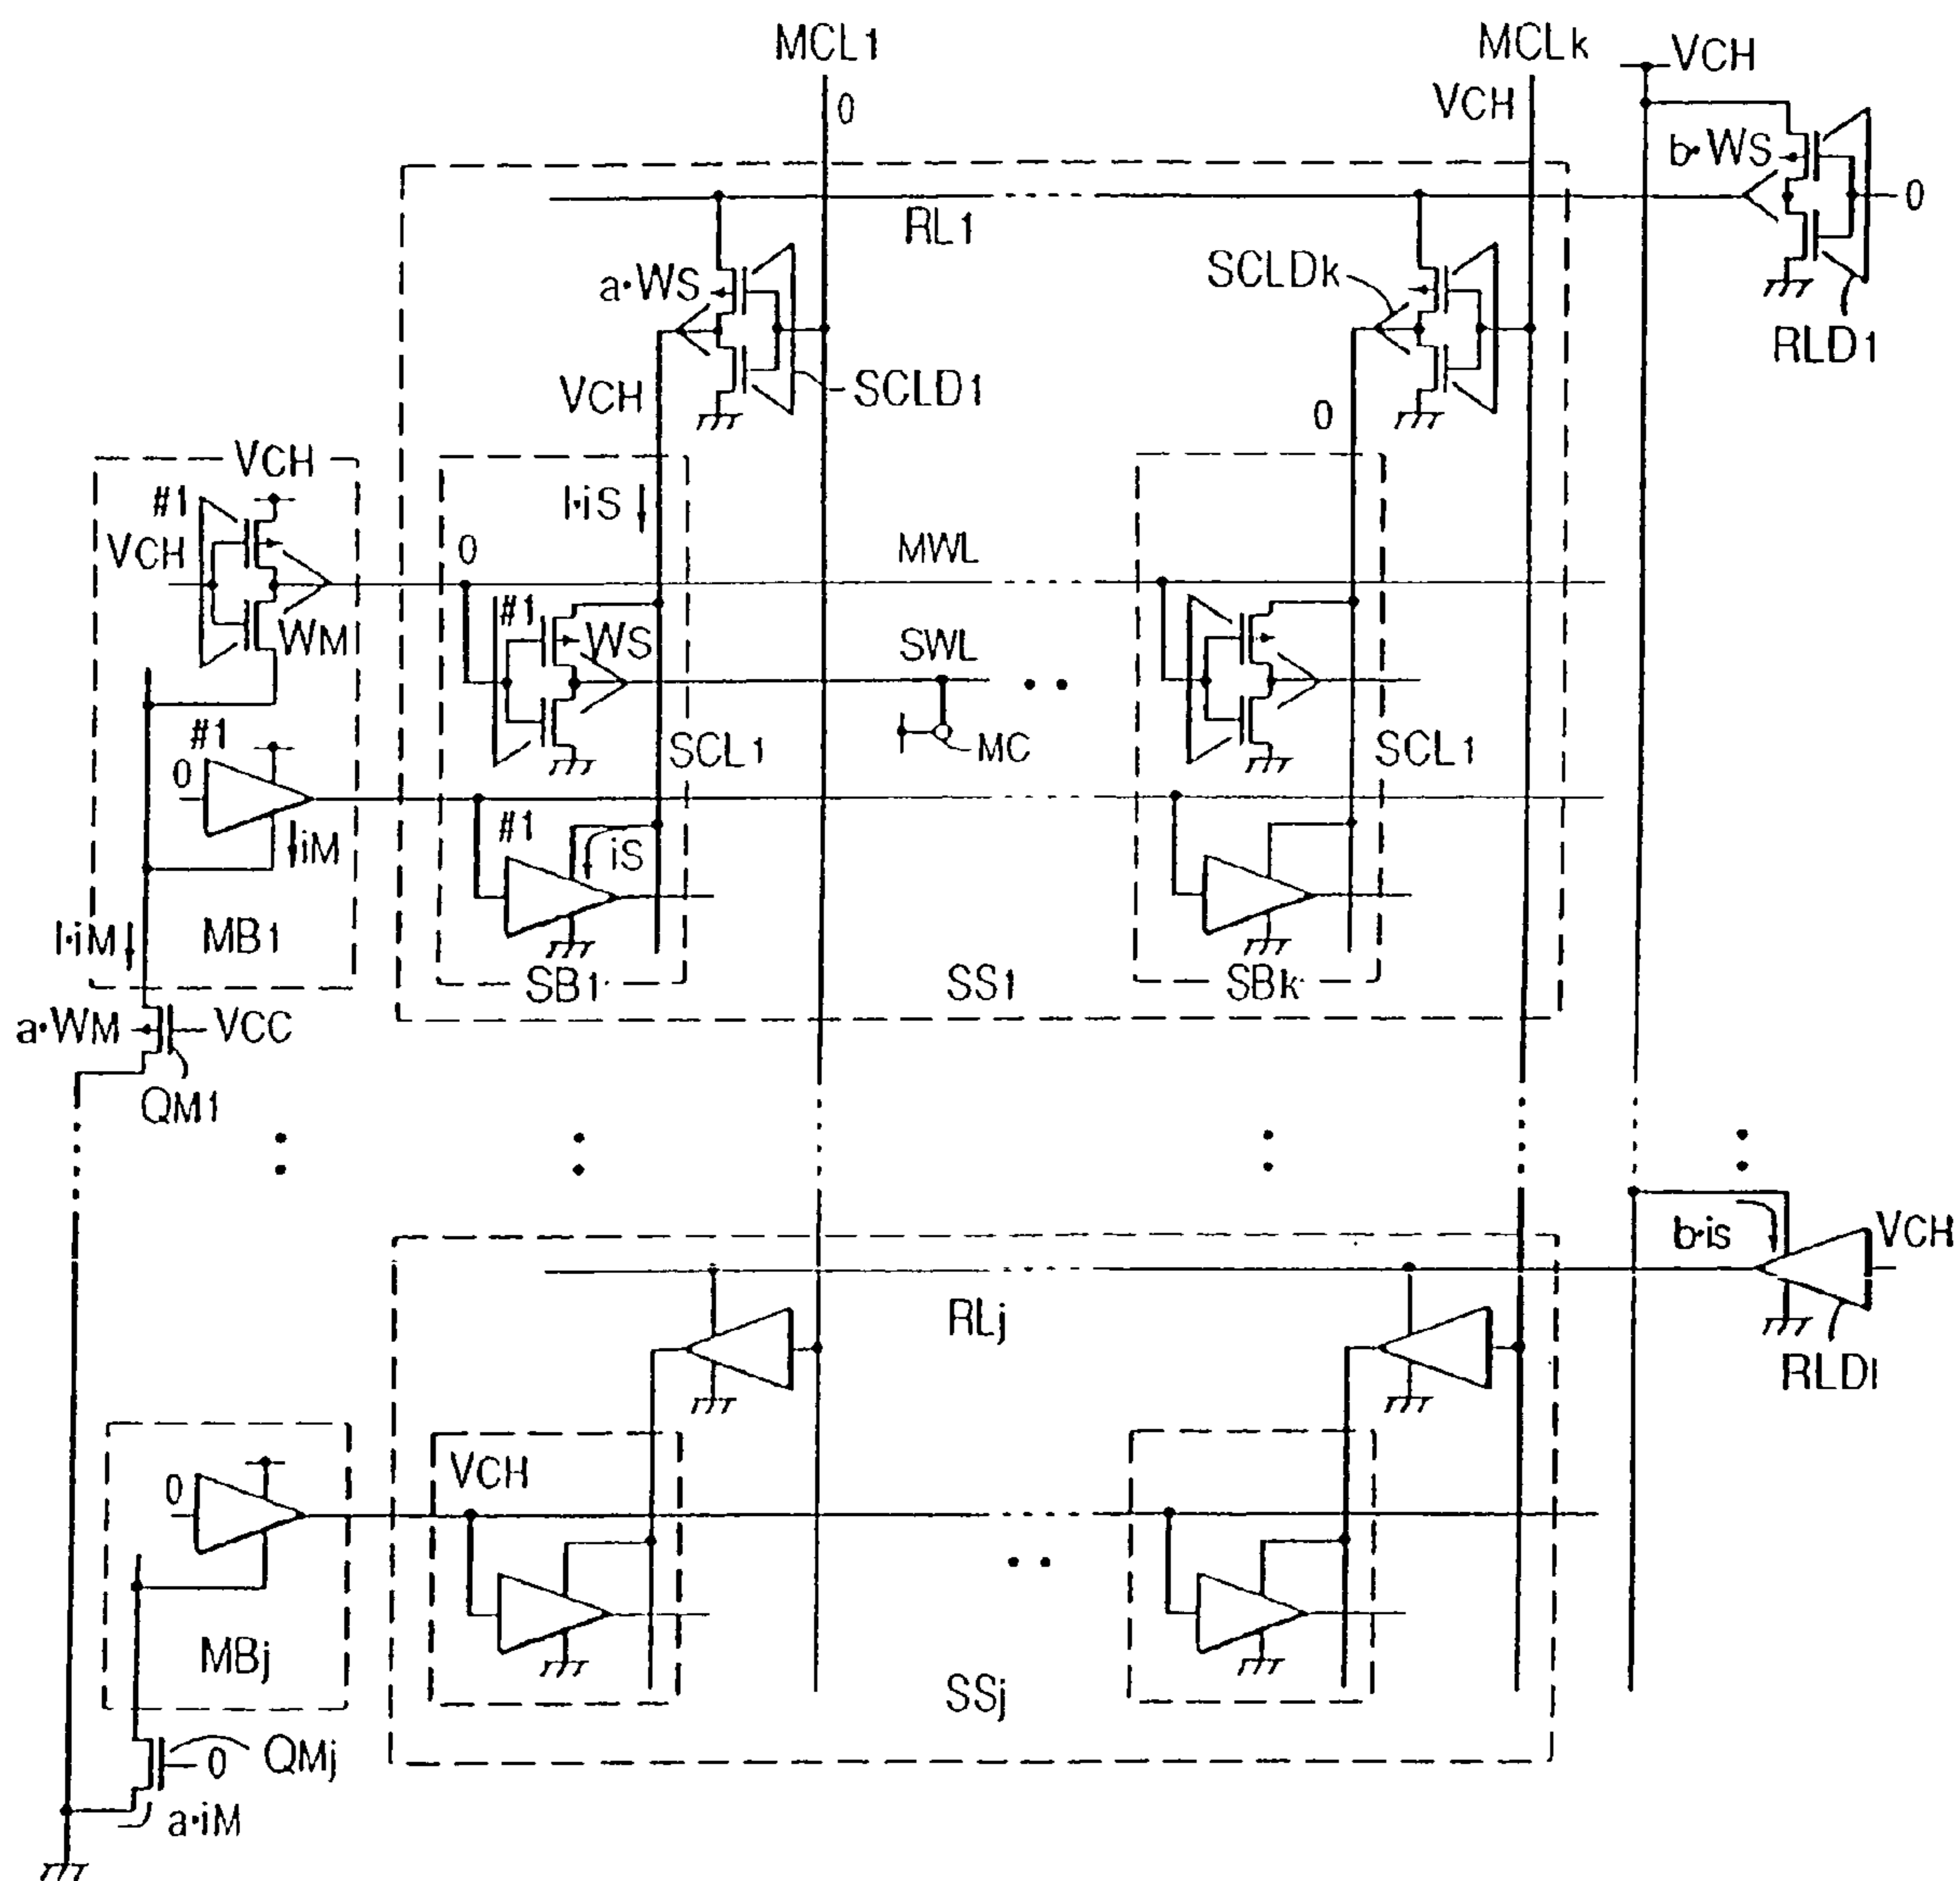 MCL1
MCLk
VCH
0
VCH
b·WS
0
RL1
RLD1
a·WS
SCLDk
SCLD1
VCH
0
VCH
#1
VCH
l·iS
0
MWL
WM
#1
WS
SWL
SCL1
MC
SCL1
#1
0
iM
#1
iS
l·iM
MB1
SB1
SS1
SBk
a·WM
VCC
QM1
b·is
VCH
RLj
RLDl
VCH
0
MBj
SSj
0
QMj
a·iM